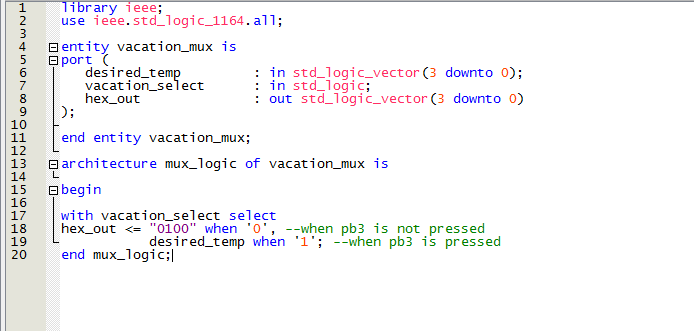 1 library ieee;
2 use ieee.std_logic_1164.all;
3
4 entity vacation_mux is
5 port (
6 desired_temp : in std_logic_vector(3 downto 0);
7 vacation_select : in std_logic;
8 hex_out : out std_logic_vector(3 downto 0)
9 );
10
11 end entity vacation_mux;
12
13 architecture mux_logic of vacation_mux is
14
15 begin
16
17 with vacation_select select
18 hex_out <= "0100" when '0', --when pb3 is not pressed
19 desired_temp when '1'; --when pb3 is pressed
20 end mux_logic;